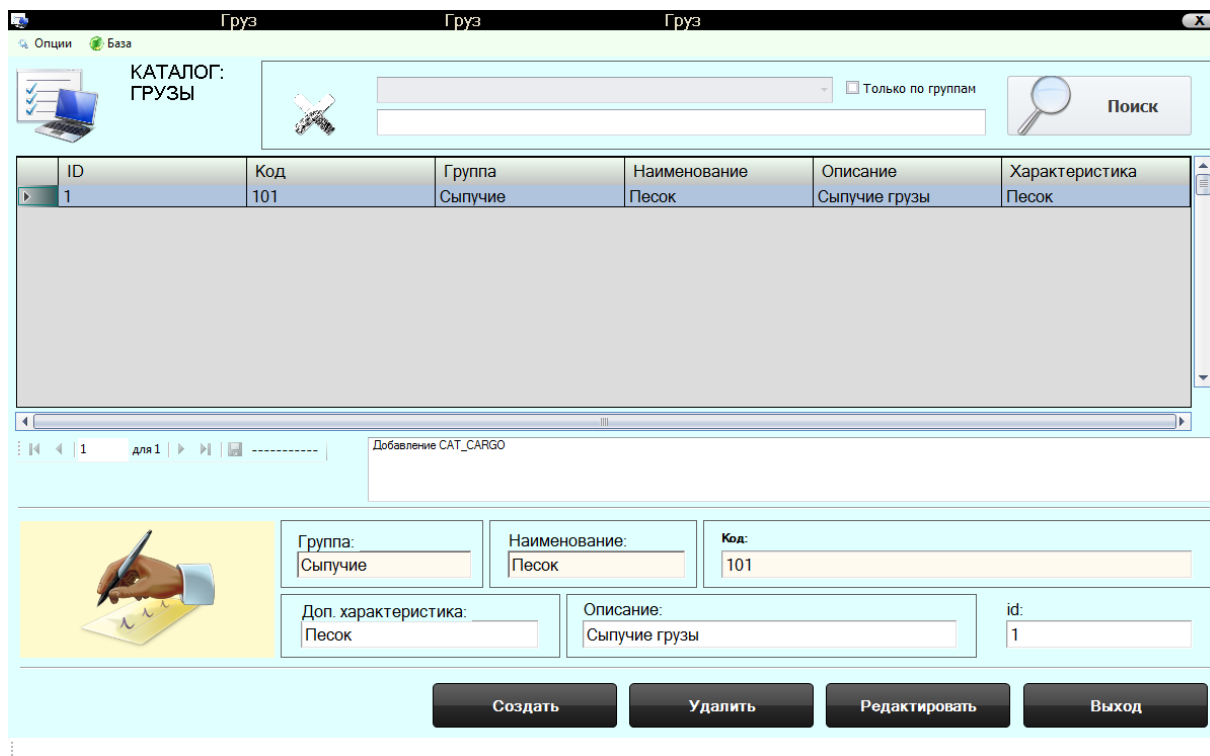 Груз Груз Груз X
Опции База
КАТАЛОГ:
ГРУЗЫ
Только по группам
Поиск
ID Код Группа Наименование Описание Характеристика
1 101 Сыпучие Песок Сыпучие грузы Песок
1 для 1 -----------
Добавление CAT_CARGO
Группа: Наименование: Код:
Сыпучие Песок 101
Доп. характеристика: Описание: id:
Песок Сыпучие грузы 1
Создать Удалить Редактировать Выход